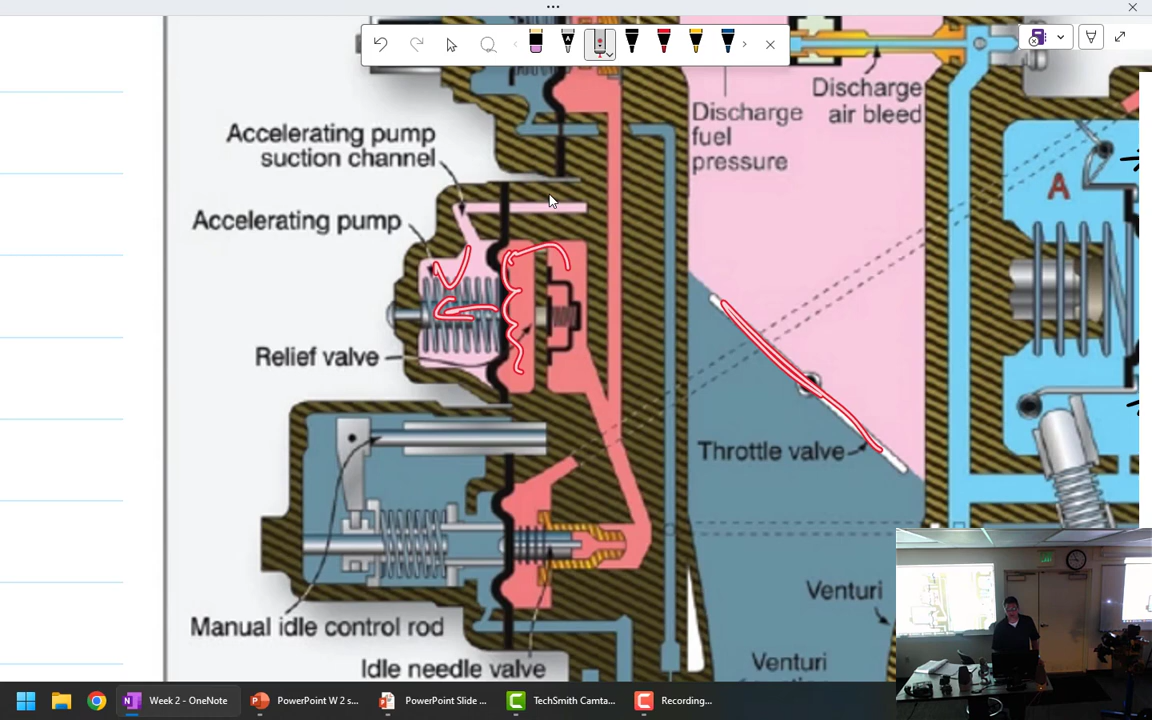 Discharge
air bleed
Discharge
fuel
pressure
Accelerating pump
suction channel
Accelerating pump
A
Relief valve
Throttle valve
Manual idle control rod
Idle needle valve
Venturi
Venturi
Week 2 - OneNote
PowerPoint W 2 s...
PowerPoint Slide ...
TechSmith Camta...
Recording...